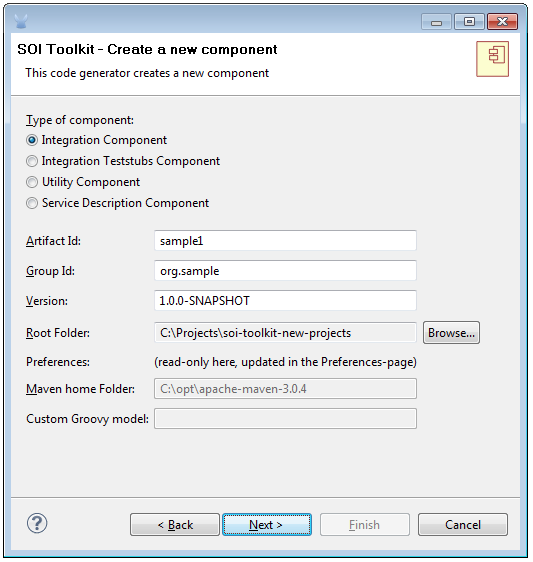 SOI Toolkit - Create a new component
This code generator creates a new component
Type of component:
Integration Component
Integration Teststubs Component
Utility Component
Service Description Component
Artifact Id: sample1
Group Id: org.sample
Version: 1.0.0-SNAPSHOT
Root Folder: C:\Projects\soi-toolkit-new-projects Browse...
Preferences: (read-only here, updated in the Preferences-page)
Maven home Folder: C:\opt\apache-maven-3.0.4
Custom Groovy model:
? < Back Next > Finish Cancel